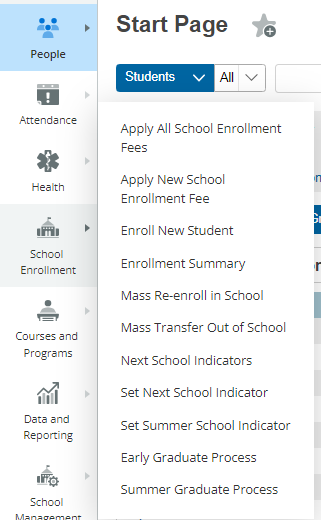 Start Page
People
Students
All
Attendance
Health
School
Enrollment
Courses and
Programs
Data and
Reporting
School
Management
Apply All School Enrollment
Fees
Apply New School
Enrollment Fee
Enroll New Student
Enrollment Summary
Mass Re-enroll in School
Mass Transfer Out of School
Next School Indicators
Set Next School Indicator
Set Summer School Indicator
Early Graduate Process
Summer Graduate Process